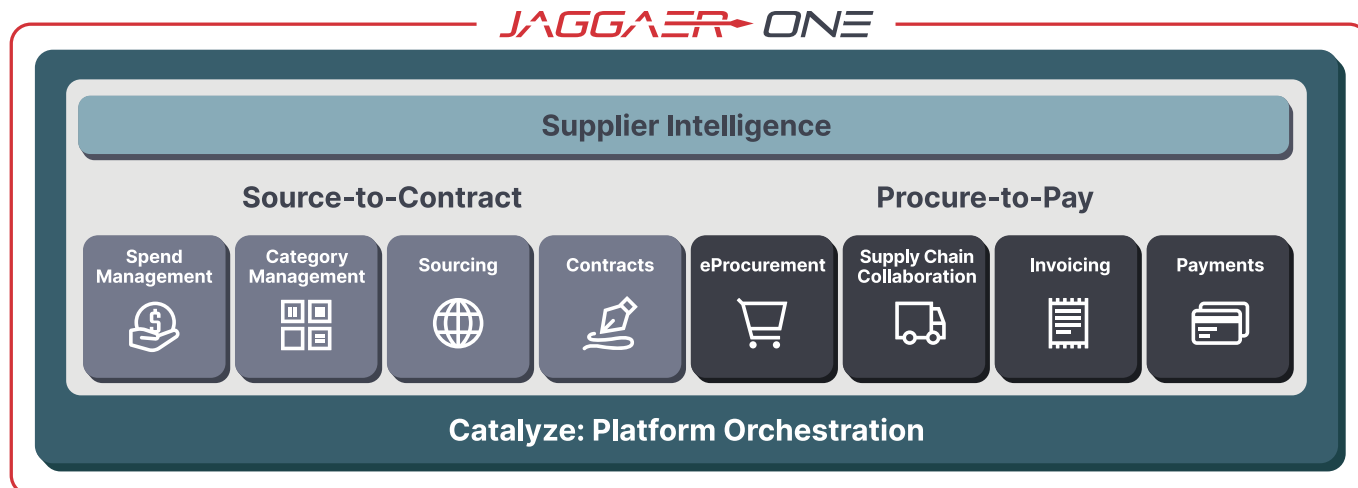 JAGGAER ONE
Supplier Intelligence
Source-to-Contract
Procure-to-Pay
Spend
Management
Category
Management
Sourcing
Contracts
eProcurement
Supply Chain
Collaboration
Invoicing
Payments
Catalyze: Platform Orchestration